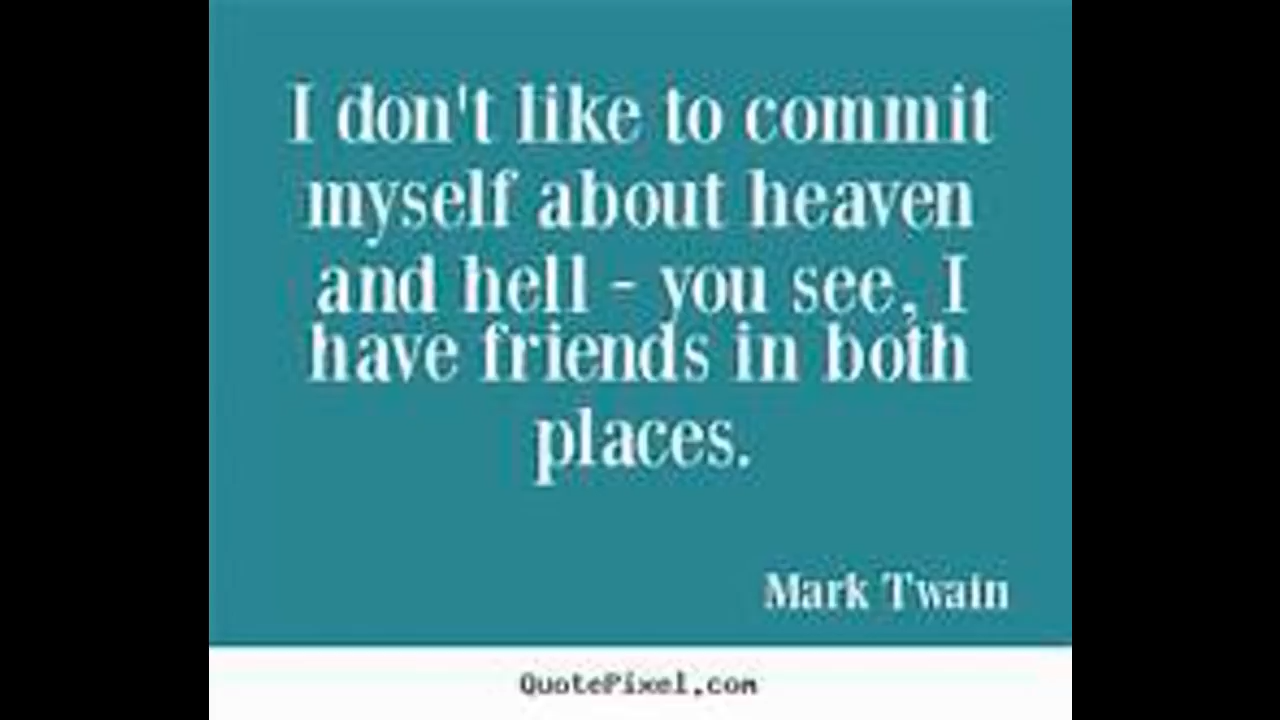 I don't like to commit
myself about heaven
and hell - you see, I
have friends in both
places.
Mark Twain
QuotePixel.com